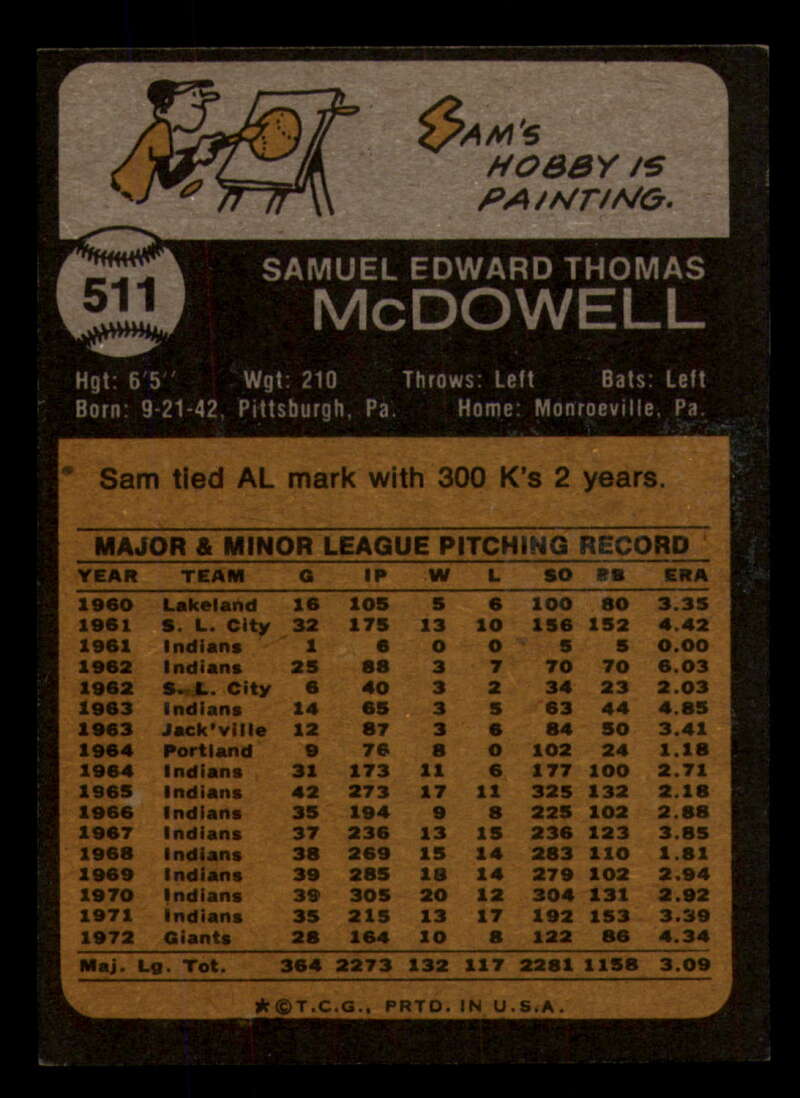 SAM'S
HOBBY IS
PAINTING.
511
SAMUEL EDWARD THOMAS
McDOWELL
Hgt: 6'5" Wgt: 210 Throws: Left Bats: Left
Born: 9-21-42, Pittsburgh, Pa. Home: Monroeville, Pa.
Sam tied AL mark with 300 K's 2 years.
MAJOR & MINOR LEAGUE PITCHING RECORD
YEAR TEAM G IP W L SO BB ERA
1960 Lakeland 16 105 5 6 100 80 3.35
1961 S. L. City 32 175 13 10 156 152 4.42
1961 Indians 1 6 0 0 5 5 0.00
1962 Indians 25 88 3 7 70 70 6.03
1962 S. L. City 6 40 3 2 34 23 2.03
1963 Indians 14 65 3 5 63 44 4.85
1963 Jack'ville 12 87 3 6 84 50 3.41
1964 Portland 9 76 8 0 102 24 1.18
1964 Indians 31 173 11 6 177 100 2.71
1965 Indians 42 273 17 11 325 132 2.18
1966 Indians 35 194 9 8 225 102 2.88
1967 Indians 37 236 13 15 236 123 3.85
1968 Indians 38 269 15 14 283 110 1.81
1969 Indians 39 285 18 14 279 102 2.94
1970 Indians 39 305 20 12 304 131 2.92
1971 Indians 35 215 13 17 192 153 3.39
1972 Giants 28 164 10 8 122 86 4.34
Maj. Lg. Tot. 364 2273 132 117 2281 1158 3.09
*©T.C.G., PRTD. IN U.S.A.